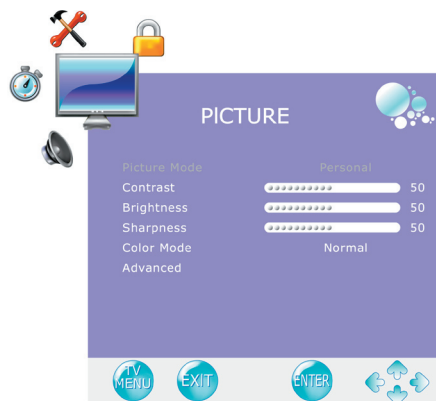 PICTURE
Picture Mode Personal
Contrast 50
Brightness 50
Sharpness 50
Color Mode Normal
Advanced
TV MENU EXIT ENTER